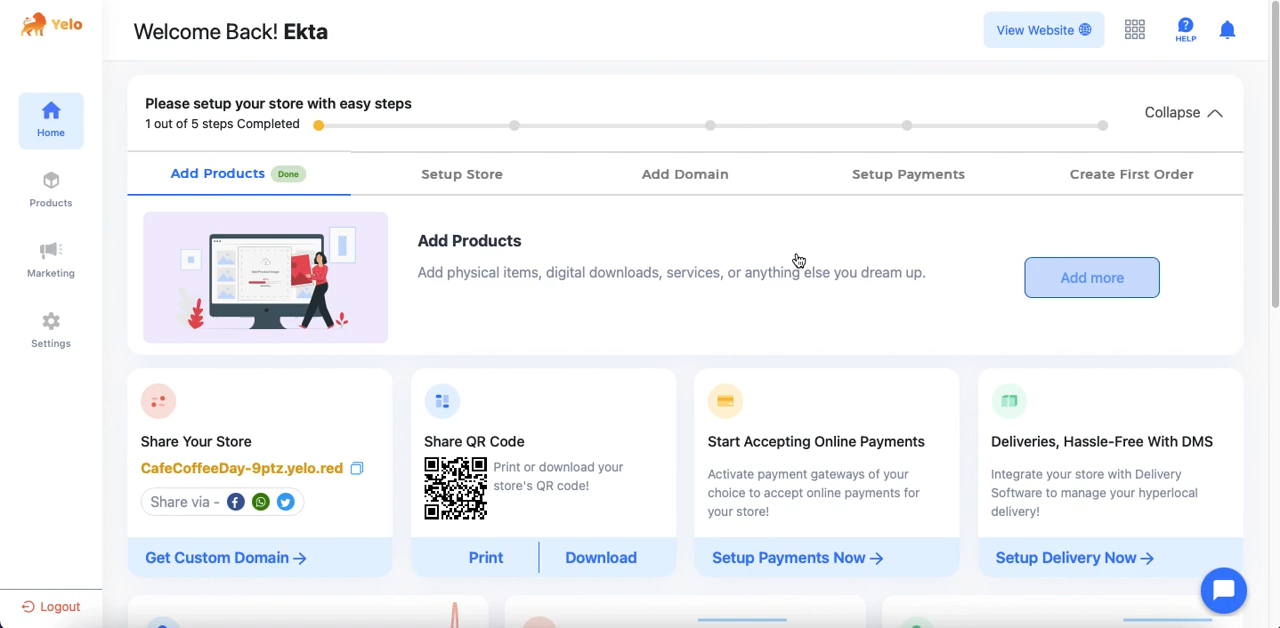 Yelo
Welcome Back! Ekta
View Website
HELP
Home
Products
Marketing
Settings
Logout
Please setup your store with easy steps
1 out of 5 steps Completed
Collapse
Add Products Done
Setup Store
Add Domain
Setup Payments
Create First Order
Add Products
Add physical items, digital downloads, services, or anything else you dream up.
Add more
Share Your Store
CafeCoffeeDay-9ptz.yelo.red
Share via -
Get Custom Domain →
Share QR Code
Print or download your
store's QR code!
Print
Download
Start Accepting Online Payments
Activate payment gateways of your
choice to accept online payments for
your store!
Setup Payments Now →
Deliveries, Hassle-Free With DMS
Integrate your store with Delivery
Software to manage your hyperlocal
delivery!
Setup Delivery Now →